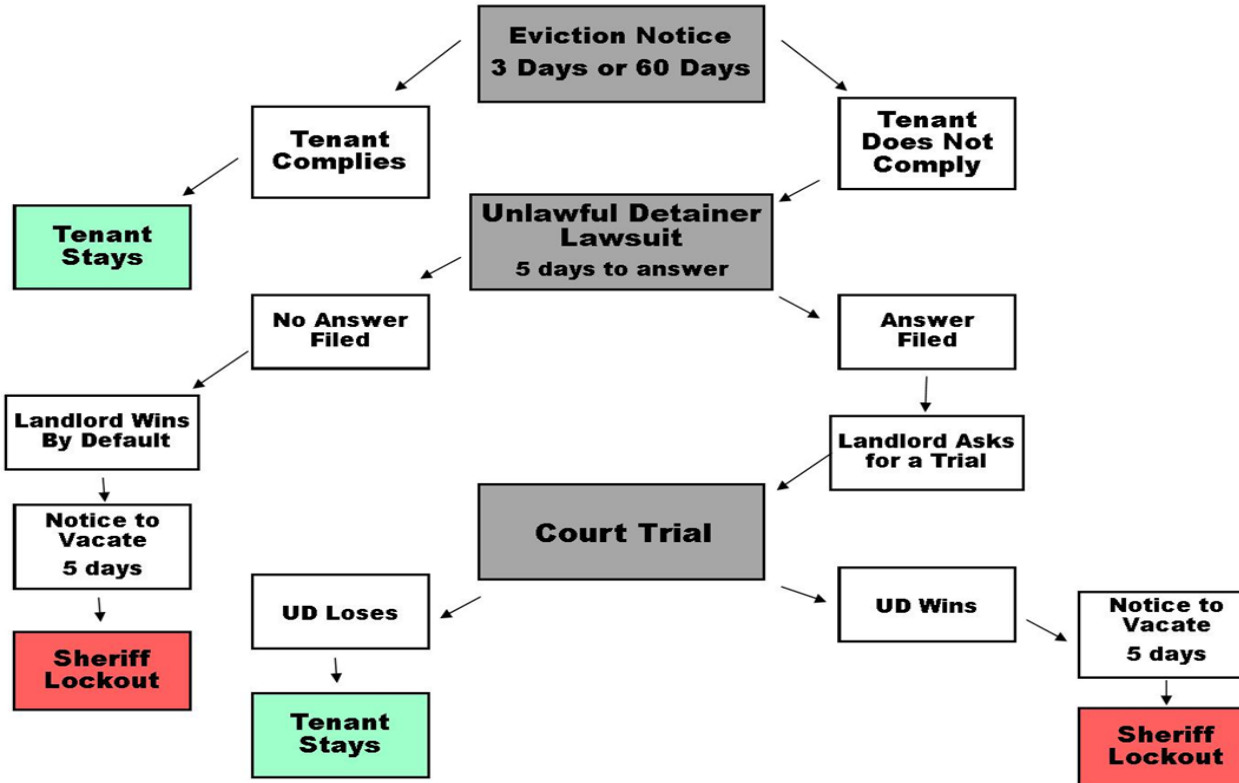 Eviction Notice
3 Days or 60 Days
Tenant
Complies
Tenant
Does Not
Comply
Tenant
Stays
Unlawful Detainer
Lawsuit
5 days to answer
No Answer
Filed
Answer
Filed
Landlord Wins
By Default
Landlord Asks
for a Trial
Notice to
Vacate
5 days
Court Trial
UD Loses
UD Wins
Notice to
Vacate
5 days
Sheriff
Lockout
Tenant
Stays
Sheriff
Lockout